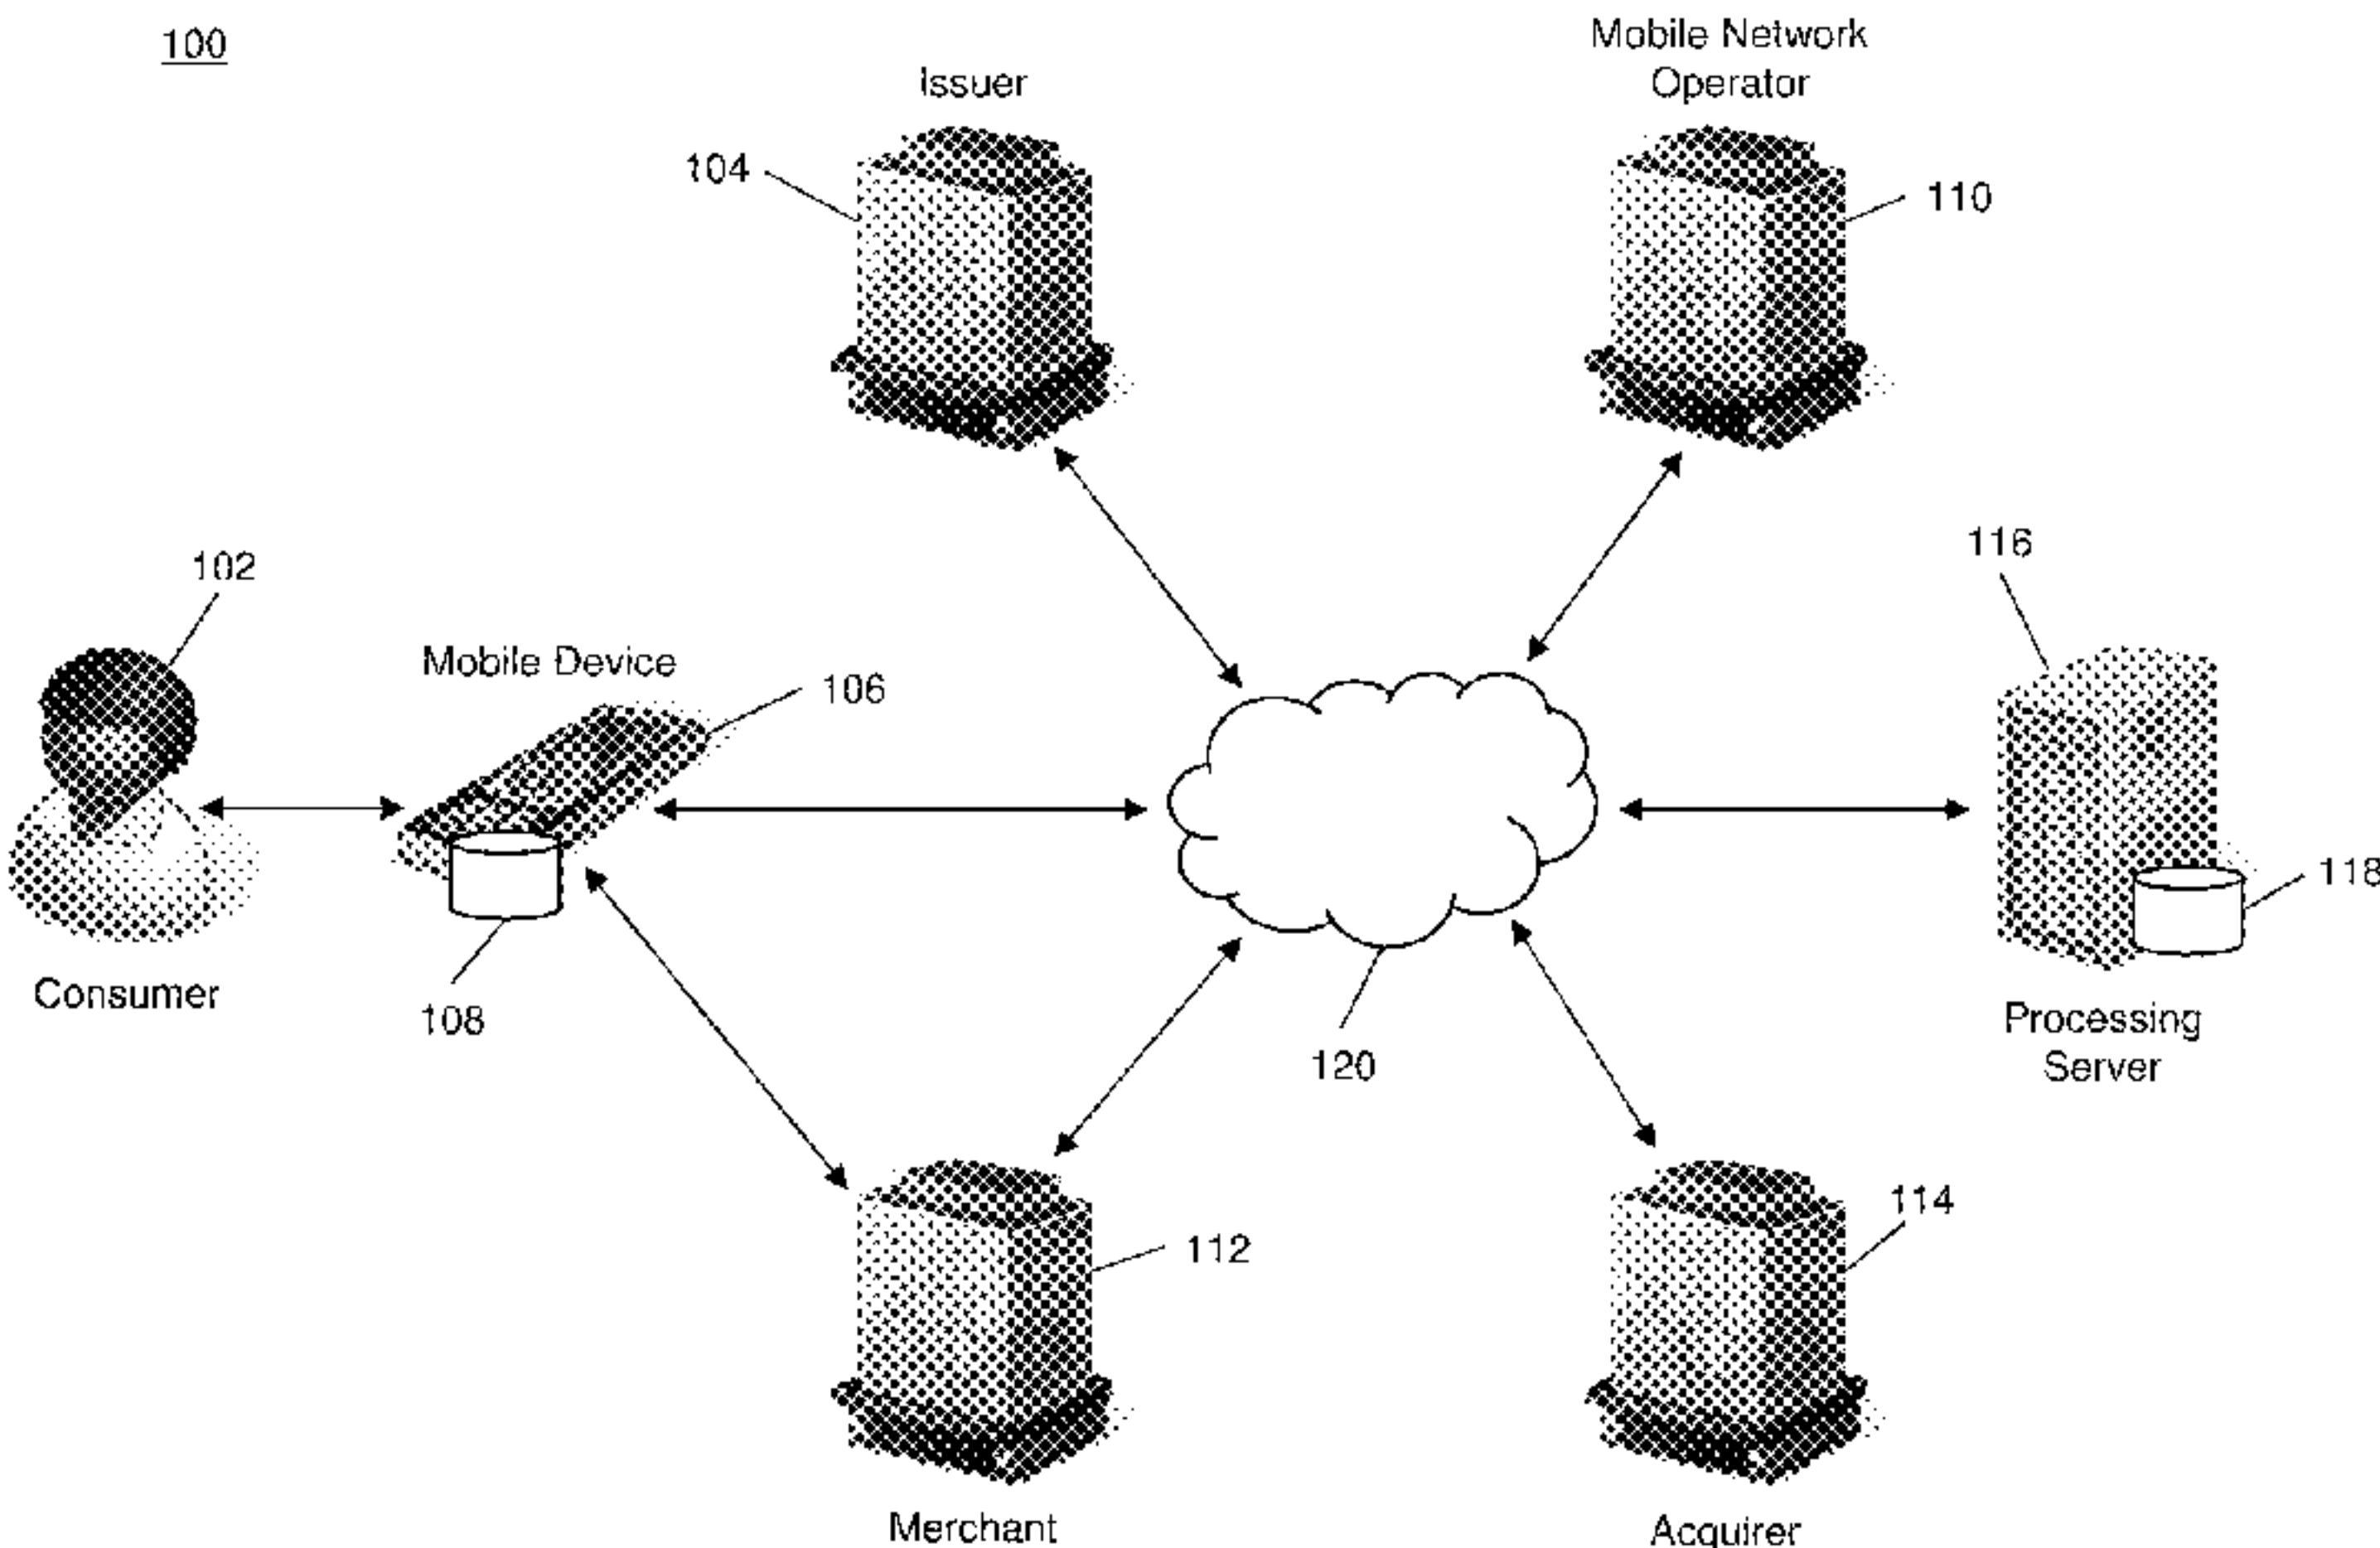 100
Issuer
Mobile Network
Operator
104
110
102
116
Mobile Device
106
118
Consumer
108
120
Processing
Server
112
114
Merchant
Acquirer